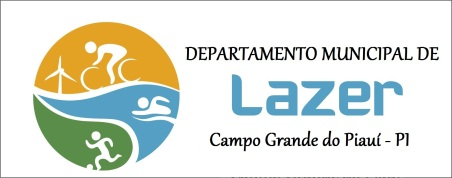 DEPARTAMENTO MUNICIPAL DE
Lazer
Campo Grande do Piauí - PI